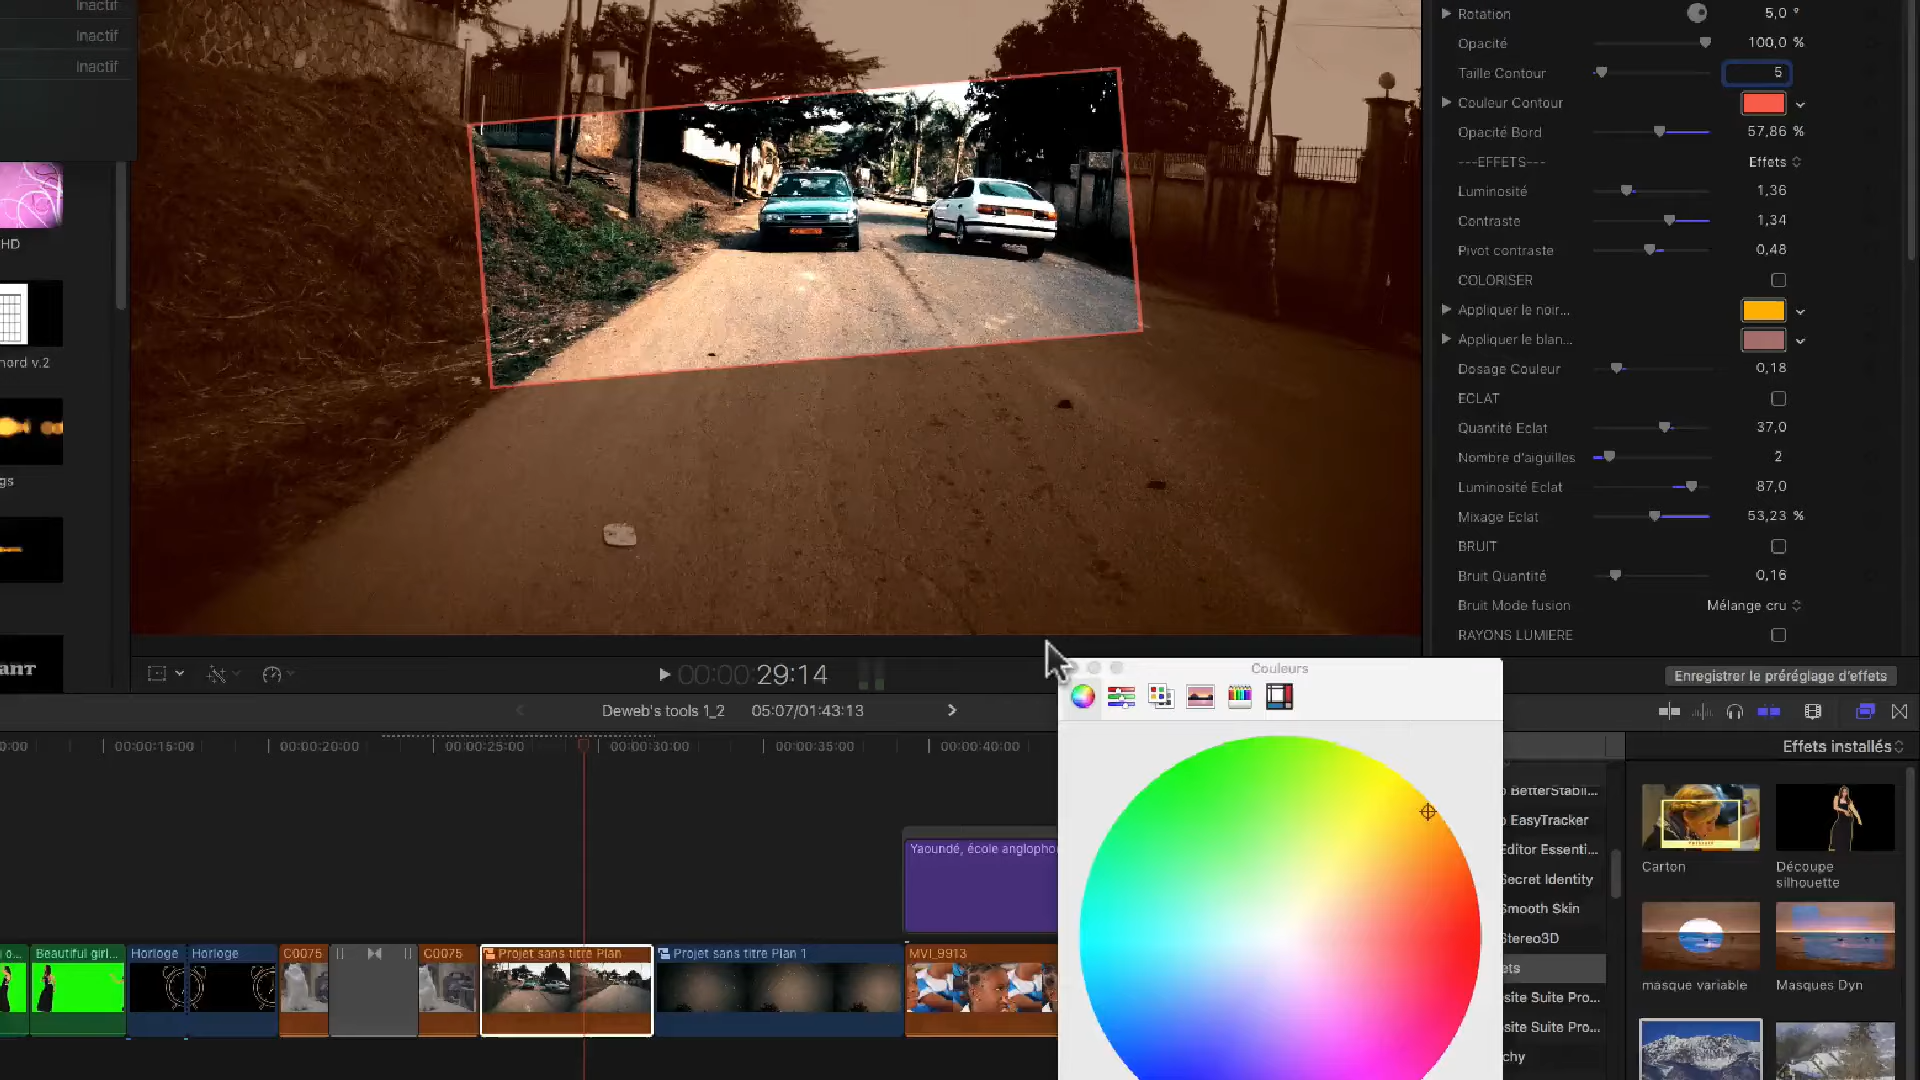 Inactif
Inactif
Inactif
HD
nord v.2
gs
ANT
Rotation 5,0 °
Opacité 100,0 %
Taille Contour 5
Couleur Contour
Opacité Bord 57,86 %
---EFFETS--- Effets
Luminosité 1,36
Contraste 1,34
Pivot contraste 0,48
COLORISER
Appliquer le noir...
Appliquer le blan...
Dosage Couleur 0,18
ECLAT
Quantité Eclat 37,0
Nombre d'aiguilles 2
Luminosité Eclat 87,0
Mixage Eclat 53,23 %
BRUIT
Bruit Quantité 0,16
Bruit Mode fusion Mélange cru
RAYONS LUMIERE
Enregistrer le préréglage d'effets
00:00:29:14
Couleurs
Deweb's tools 1_2 05:07/01:43:13
0:00 00:00:15:00 00:00:20:00 00:00:25:00 00:00:30:00 00:00:35:00 00:00:40:00
Effets installés
BetterStabil...
EasyTracker
Editor Essenti...
Secret Identity
Smooth Skin
Stereo3D
ets
site Suite Pro...
site Suite Pro...
chy
Carton
Découpe
silhouette
masque variable
Masques Dyn
Yaoundé, école anglopho
o... Beautiful girl... Horloge Horloge C0075 C0075 Projet sans titre Plan Projet sans titre Plan 1 MVI_9913